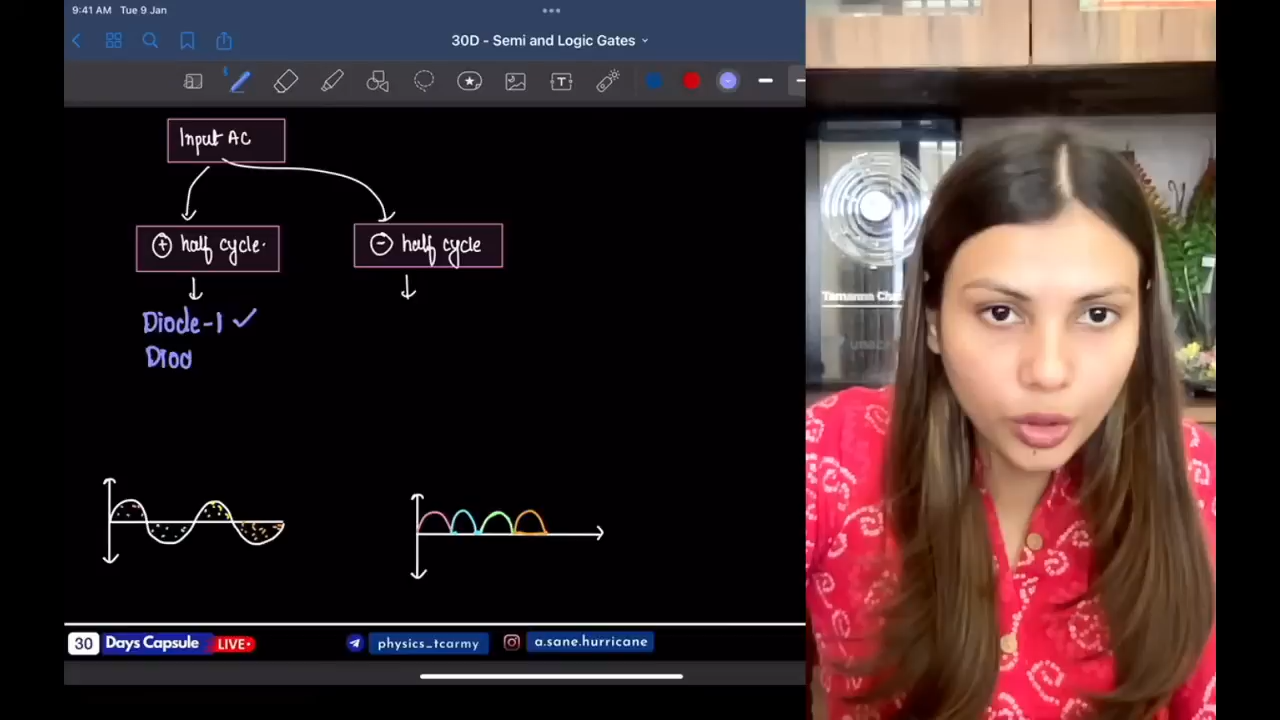 9:41 AM Tue 9 Jan
30D - Semi and Logic Gates
Input AC
+ half cycle.
- half cycle
Diode-1 ✓
Diod
30 Days Capsule LIVE
physics_tcarmy
a.sane.hurricane